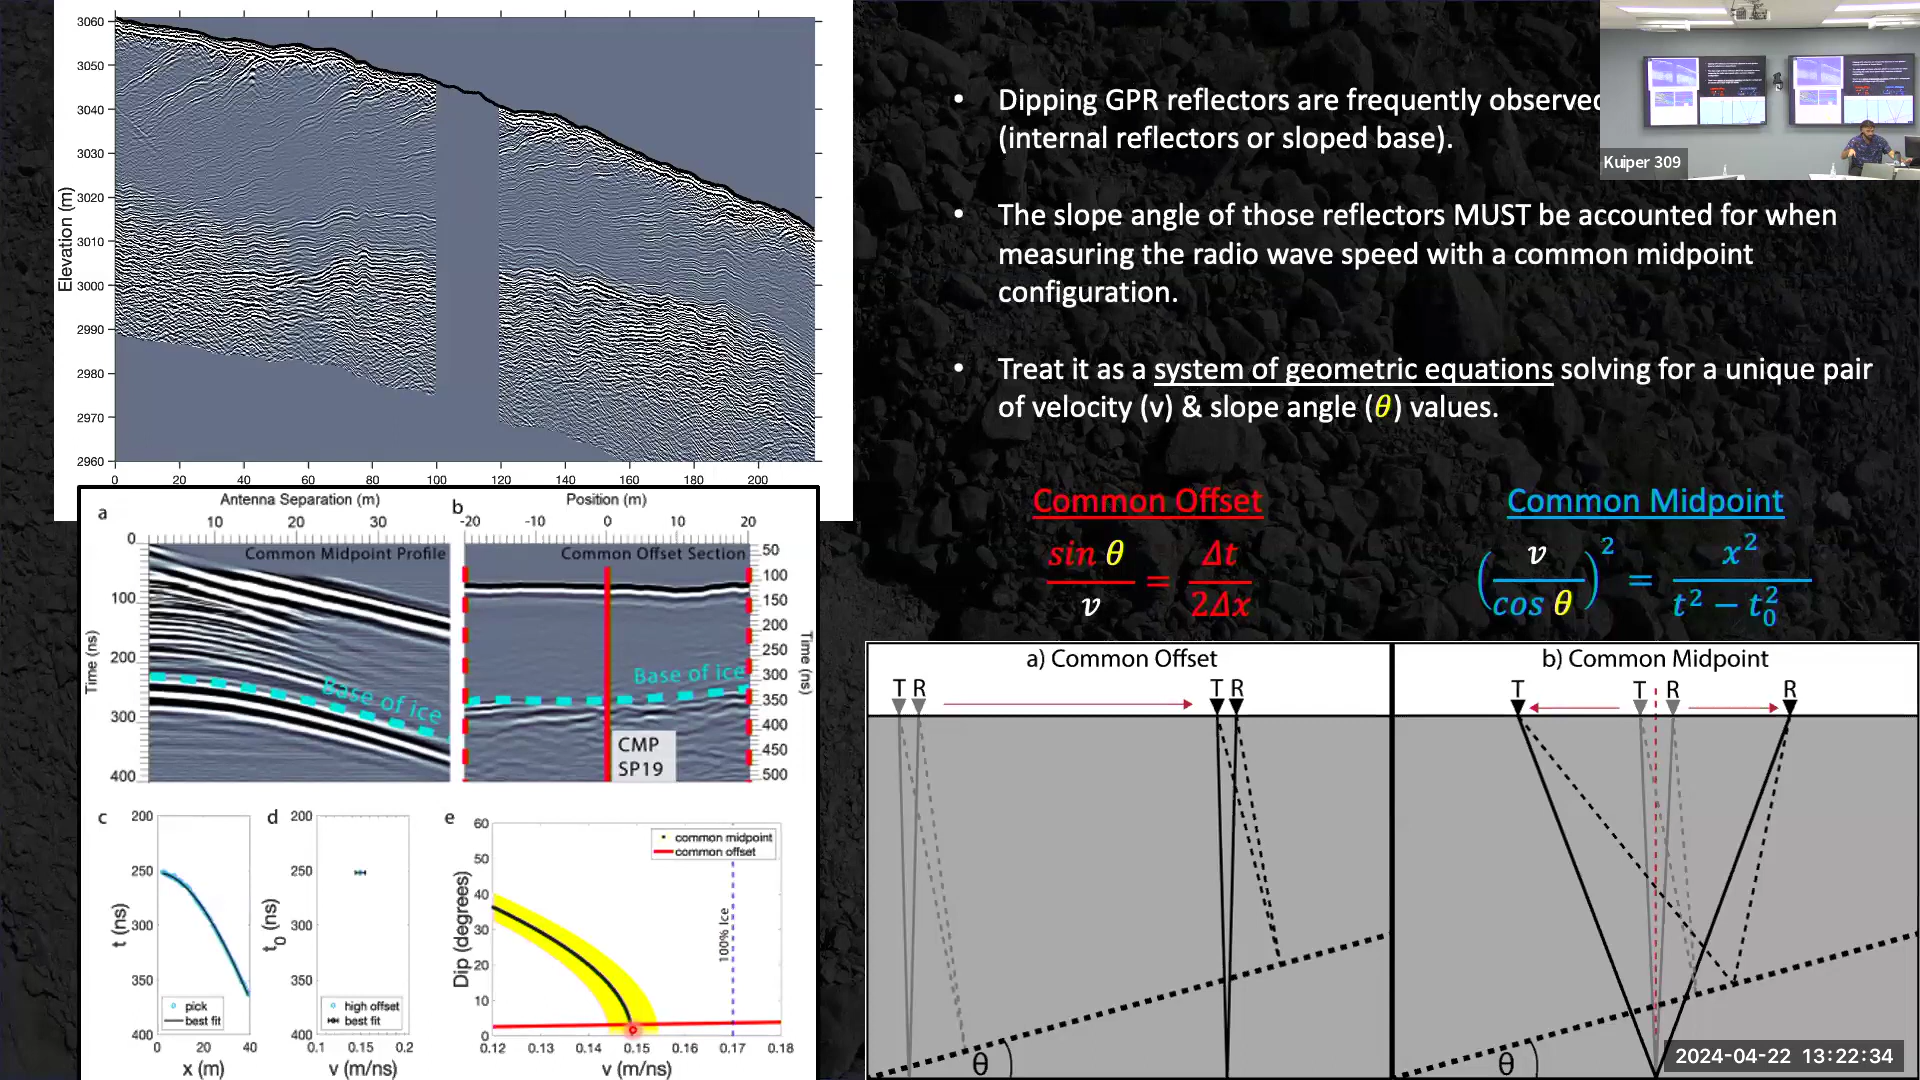 3060
3050
3040
3030
3020
3010
3000
2990
2980
2970
2960
Elevation (m)
0 20 40 60 80 100 120 140 160 180 200
• Dipping GPR reflectors are frequently observed
(internal reflectors or sloped base).
• The slope angle of those reflectors MUST be accounted for when
measuring the radio wave speed with a common midpoint
configuration.
• Treat it as a system of geometric equations solving for a unique pair
of velocity (v) & slope angle (θ) values.
Kuiper 309
Common Offset
sin θ / v = Δt / 2Δx
Common Midpoint
(v / cos θ)² = x² / t² − t₀²
a
Antenna Separation (m)
10 20 30
Common Midpoint Profile
0
100
200
300
400
Time (ns)
Base of ice
b
Position (m)
-20 -10 0 10 20
Common Offset Section
50
100
150
200
250
300
350
400
450
500
Time (ns)
Base of ice
CMP
SP19
c
200
250
300
350
400
t (ns)
pick
best fit
0 20 40
x (m)
d
200
250
300
350
400
t0 (ns)
high offset
best fit
0.1 0.15 0.2
v (m/ns)
e
60
50
40
30
20
10
0
Dip (degrees)
common midpoint
common offset
100% Ice
0.12 0.13 0.14 0.15 0.16 0.17 0.18
v (m/ns)
a) Common Offset
T R T R
θ
b) Common Midpoint
T T R R
θ
2024-04-22 13:22:34